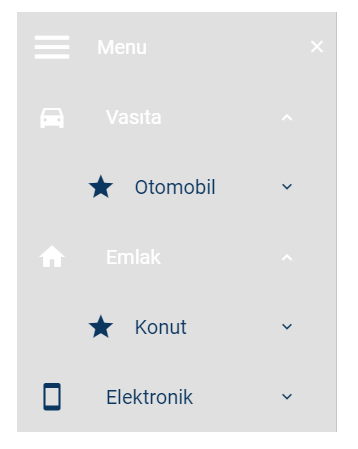 Menu
Vasıta
Otomobil
Emlak
Konut
Elektronik